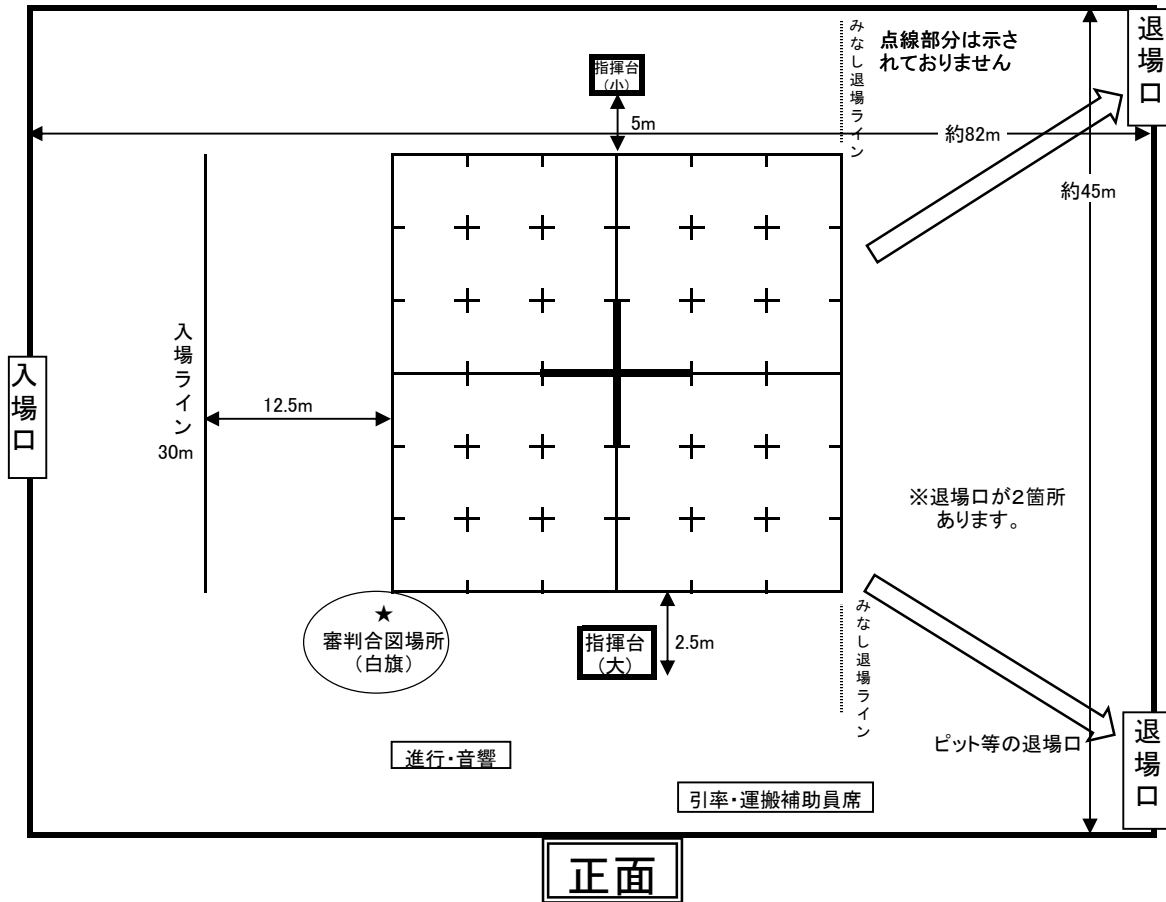 みなし退場ライン
点線部分は示さ
れておりません
退場口
指揮台
(小)
5m
約82m
約45m
入場口
入場ライン
30m
12.5m
※退場口が2箇所
あります。
★
審判合図場所
(白旗)
指揮台
(大)
2.5m
みなし退場ライン
ピット等の退場口
退場口
進行・音響
引率・運搬補助員席
正面